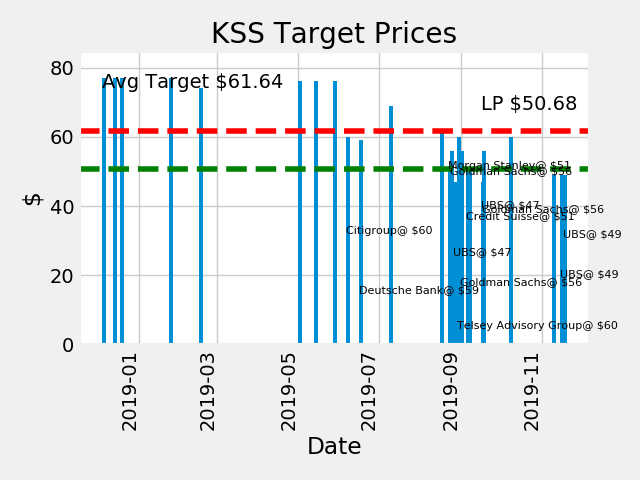 KSS Target Prices
Avg Target $61.64
LP $50.68
80
60
40
20
0
$
Morgan Stanley@ $51
Goldman Sachs@ $56
UBS@ $47
Goldman Sachs@ $56
Credit Suisse@ $51
Citigroup@ $60
UBS@ $49
UBS@ $47
UBS@ $49
Goldman Sachs@ $56
Deutsche Bank@ $59
Telsey Advisory Group@ $60
2019-01
2019-03
2019-05
2019-07
2019-09
2019-11
Date